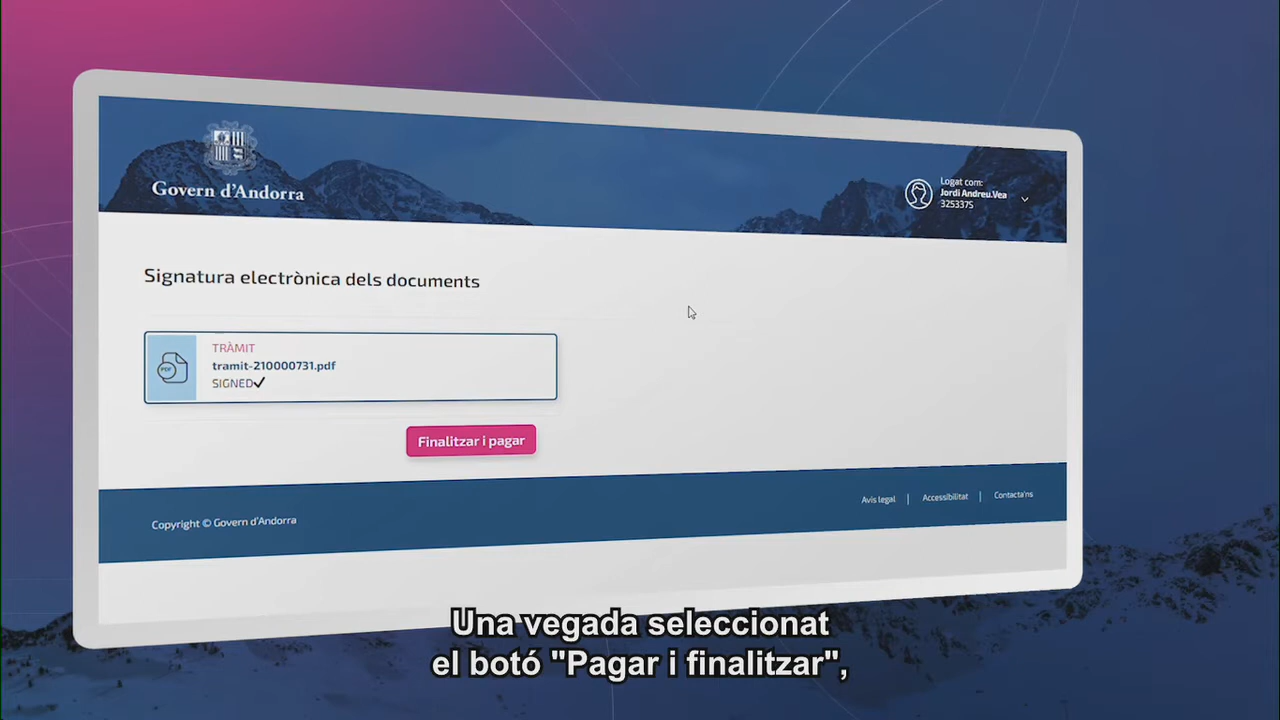 Govern d'Andorra
Logat com:
Jordi Andreu.Vea
325337S
Signatura electrònica dels documents
TRÀMIT
PDF
tramit-210000731.pdf
SIGNED✔
Finalitzar i pagar
Copyright © Govern d'Andorra
Avís legal | Accessibilitat | Contacta'ns
Una vegada seleccionat
el botó "Pagar i finalitzar",